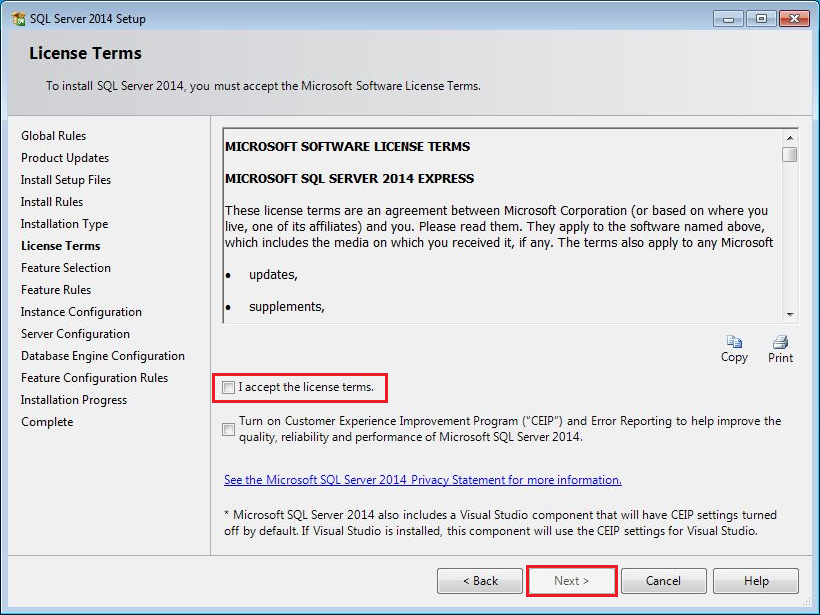 SQL Server 2014 Setup
License Terms
To install SQL Server 2014, you must accept the Microsoft Software License Terms.
Global Rules
Product Updates
Install Setup Files
Install Rules
Installation Type
License Terms
Feature Selection
Feature Rules
Instance Configuration
Server Configuration
Database Engine Configuration
Feature Configuration Rules
Installation Progress
Complete
MICROSOFT SOFTWARE LICENSE TERMS
MICROSOFT SQL SERVER 2014 EXPRESS
These license terms are an agreement between Microsoft Corporation (or based on where you
live, one of its affiliates) and you. Please read them. They apply to the software named above,
which includes the media on which you received it, if any. The terms also apply to any Microsoft
• updates,
• supplements,
Copy
Print
I accept the license terms.
Turn on Customer Experience Improvement Program ("CEIP") and Error Reporting to help improve the
quality, reliability and performance of Microsoft SQL Server 2014.
See the Microsoft SQL Server 2014 Privacy Statement for more information.
* Microsoft SQL Server 2014 also includes a Visual Studio component that will have CEIP settings turned
off by default. If Visual Studio is installed, this component will use the CEIP settings for Visual Studio.
< Back
Next >
Cancel
Help